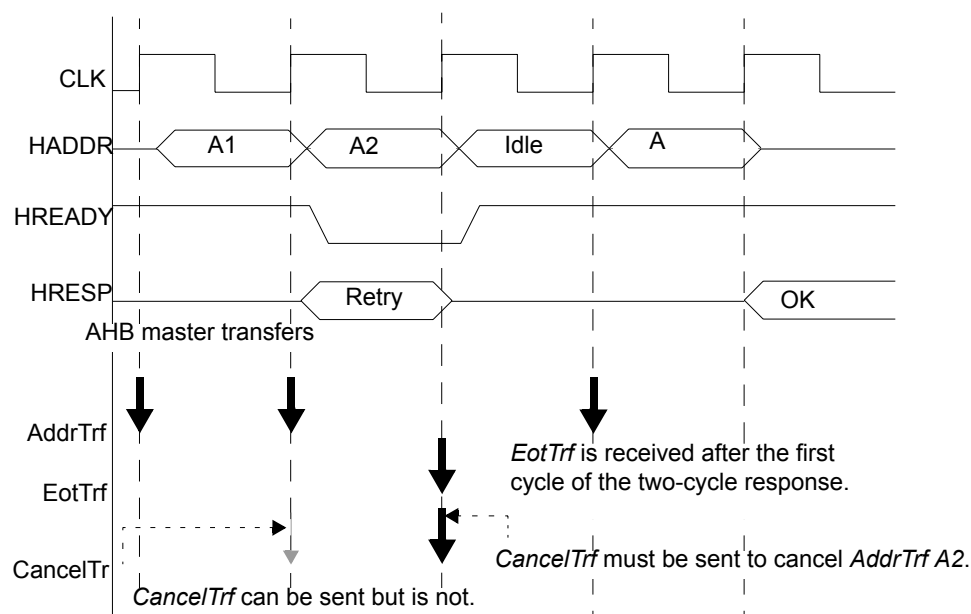 CLK
HADDR
A1
A2
Idle
A
HREADY
HRESP
Retry
OK
AHB master transfers
AddrTrf
EotTrf is received after the first
cycle of the two-cycle response.
EotTrf
CancelTrf must be sent to cancel AddrTrf A2.
CancelTr
CancelTrf can be sent but is not.